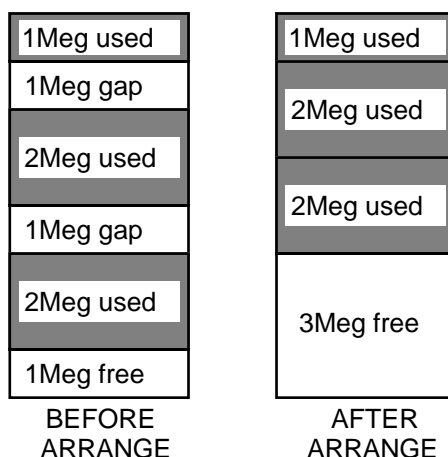 1Meg used
1Meg gap
2Meg used
1Meg gap
2Meg used
1Meg free
BEFORE
ARRANGE
1Meg used
2Meg used
2Meg used
3Meg free
AFTER
ARRANGE